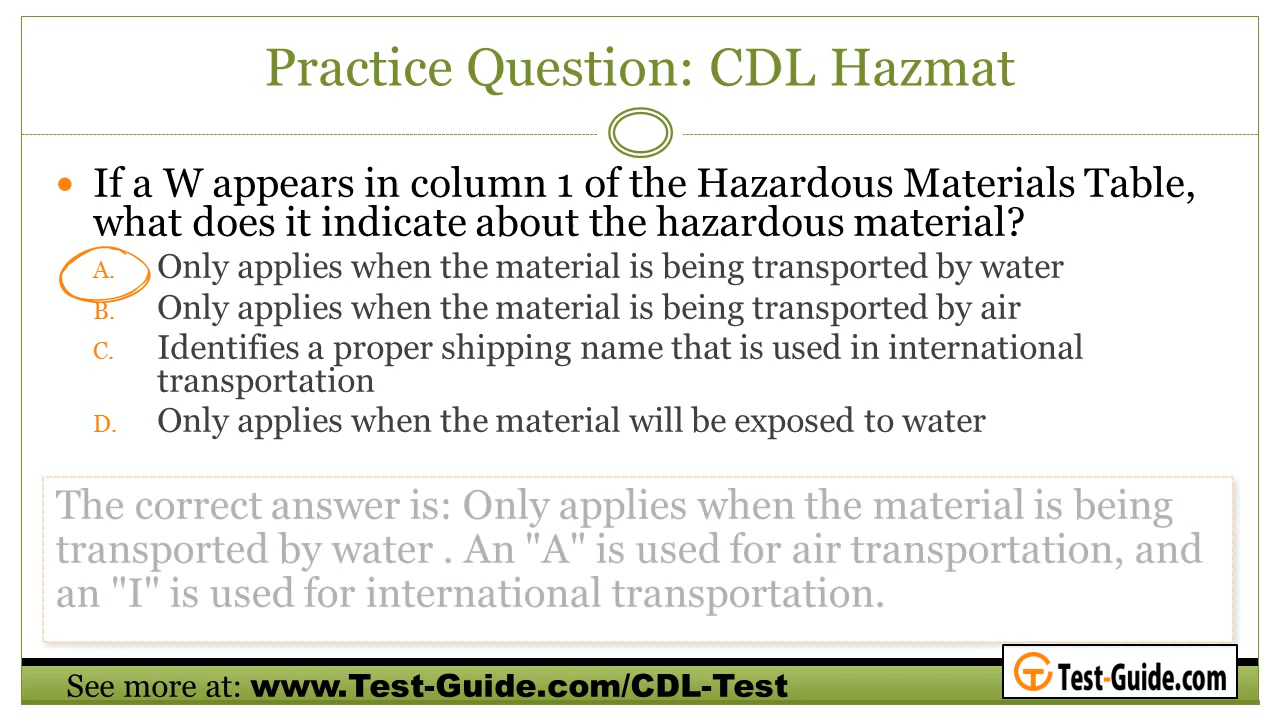 Practice Question: CDL Hazmat
• If a W appears in column 1 of the Hazardous Materials Table,
what does it indicate about the hazardous material?
A. Only applies when the material is being transported by water
B. Only applies when the material is being transported by air
C. Identifies a proper shipping name that is used in international
transportation
D. Only applies when the material will be exposed to water
The correct answer is: Only applies when the material is being
transported by water . An "A" is used for air transportation, and
an "I" is used for international transportation.
See more at: www.Test-Guide.com/CDL-Test
Test-Guide.com